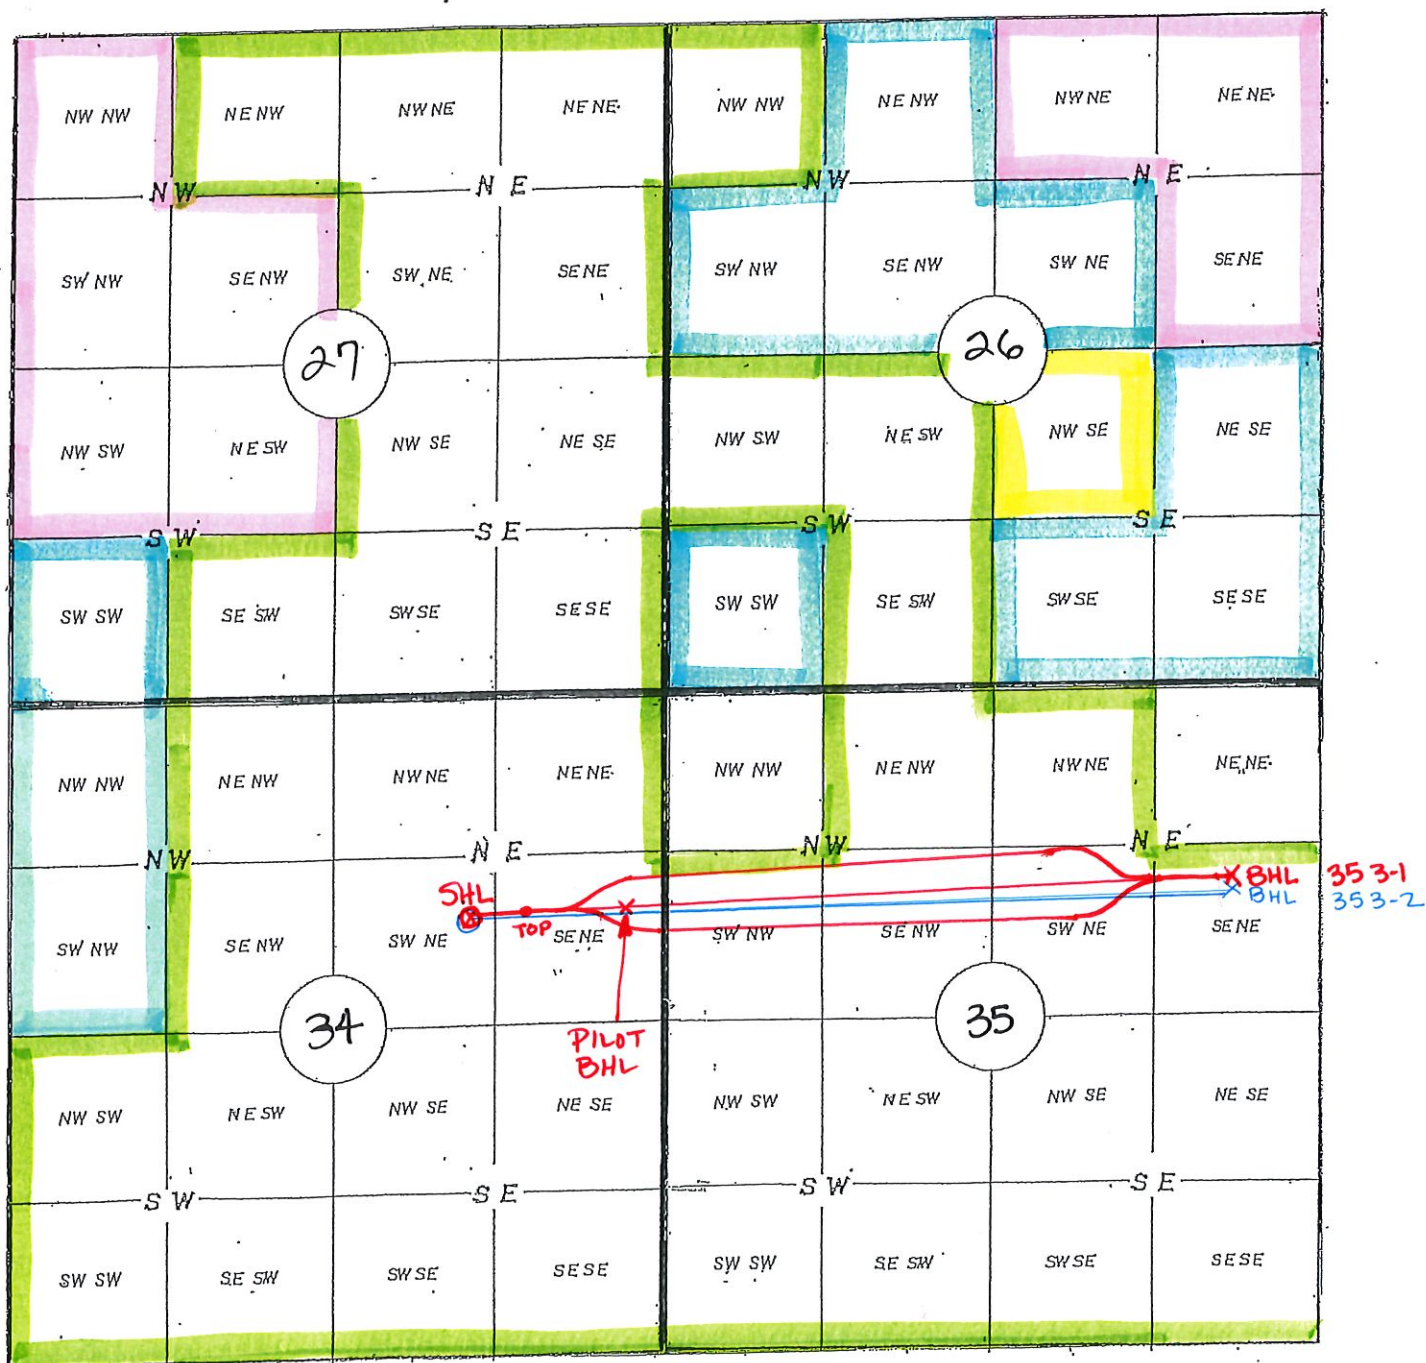 NW NW NE NW NW NE NE NE NW NW NE NW NW NE NE NE
NW N E NW N E
SW NW SE NW SW NE SE NE SW NW SE NW SW NE SE NE
27 26
NW SW NE SW NW SE NE SE NW SW NE SW NW SE NE SE
SW S E SW S E
SW SW SE SW SW SE SE SE SW SW SE SW SW SE SE SE
NW NW NE NW NW NE NE NE NW NW NE NW NW NE NE NE
NW N E NW N E
SHL BHL 353-1
BHL 353-2
TOP
SW NW SE NW SW NE SE NE SW NW SE NW SW NE SE NE
34 35
PILOT
BHL
NW SW NE SW NW SE NE SE NW SW NE SW NW SE NE SE
SW S E SW S E
SW SW SE SW SW SE SE SE SW SW SE SW SW SE SE SE